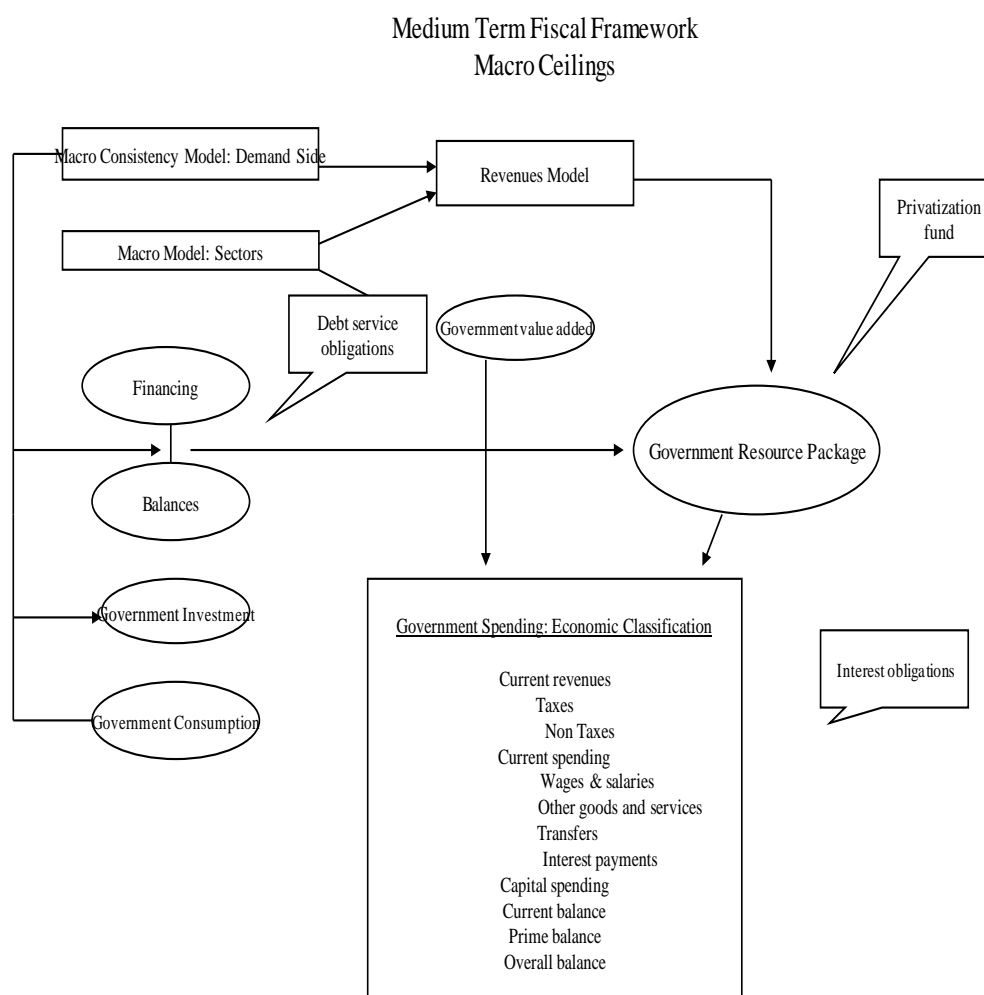 Medium Term Fiscal Framework
Macro Ceilings
Macro Consistency Model: Demand Side
Revenues Model
Privatization
fund
Macro Model: Sectors
Debt service
obligations
Government value added
Financing
Government Resource Package
Balances
Government Investment
Government Spending: Economic Classification
Interest obligations
Current revenues
Taxes
Non Taxes
Government Consumption
Current spending
Wages & salaries
Other goods and services
Transfers
Interest payments
Capital spending
Current balance
Prime balance
Overall balance